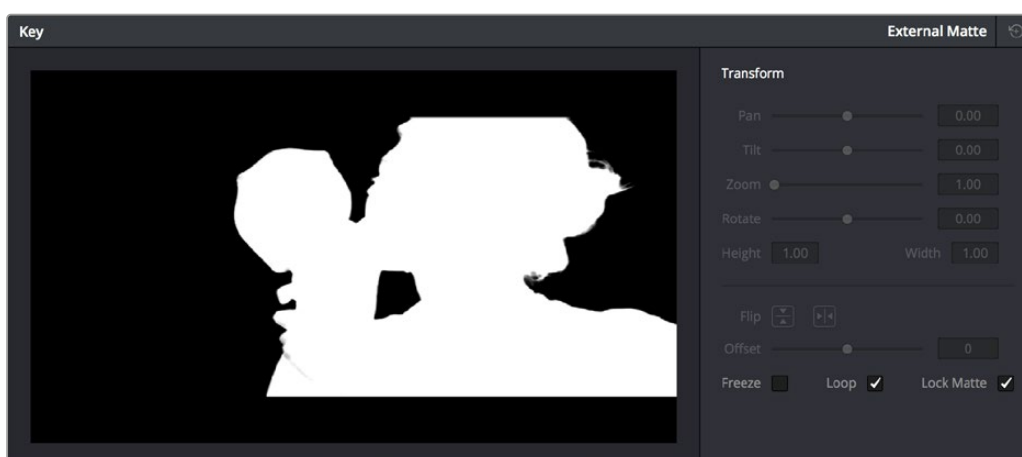 Key External Matte
Transform
Pan 0.00
Tilt 0.00
Zoom 1.00
Rotate 0.00
Height 1.00 Width 1.00
Flip
Offset 0
Freeze Loop Lock Matte